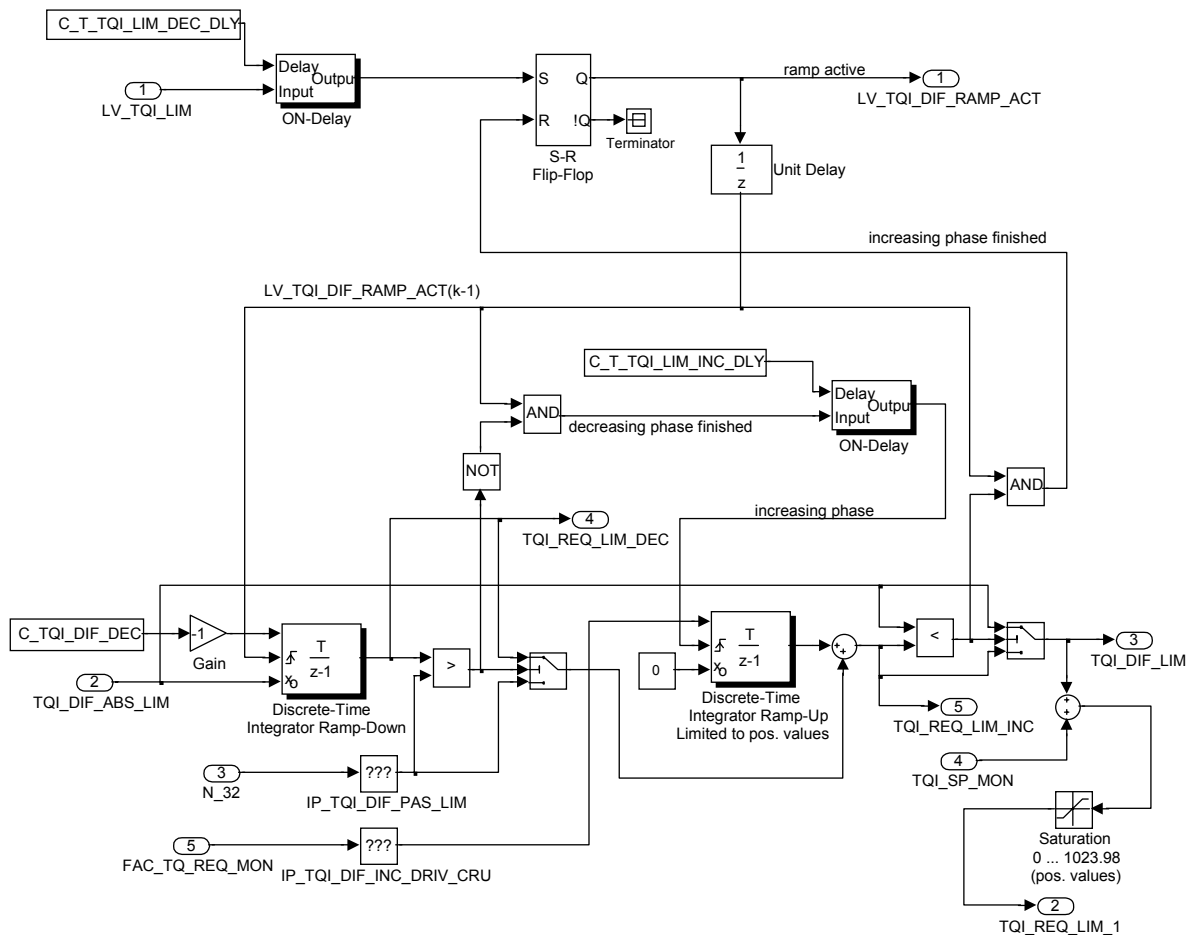 C_T_TQI_LIM_DEC_DLY
Delay
Input
Output
ON-Delay
1
LV_TQI_LIM
S
Q
R
!Q
S-R
Flip-Flop
Terminator
ramp active
1
LV_TQI_DIF_RAMP_ACT
1
z
Unit Delay
increasing phase finished
LV_TQI_DIF_RAMP_ACT(k-1)
C_T_TQI_LIM_INC_DLY
Delay
Input
Output
ON-Delay
AND
decreasing phase finished
NOT
AND
increasing phase
4
TQI_REQ_LIM_DEC
C_TQI_DIF_DEC
-1
Gain
2
TQI_DIF_ABS_LIM
T
z-1
xo
Discrete-Time
Integrator Ramp-Down
>
0
T
z-1
xo
Discrete-Time
Integrator Ramp-Up
Limited to pos. values
+
+
<
3
TQI_DIF_LIM
5
TQI_REQ_LIM_INC
+
+
4
TQI_SP_MON
3
N_32
???
IP_TQI_DIF_PAS_LIM
5
FAC_TQ_REQ_MON
???
IP_TQI_DIF_INC_DRIV_CRU
Saturation
0 ... 1023.98
(pos. values)
2
TQI_REQ_LIM_1